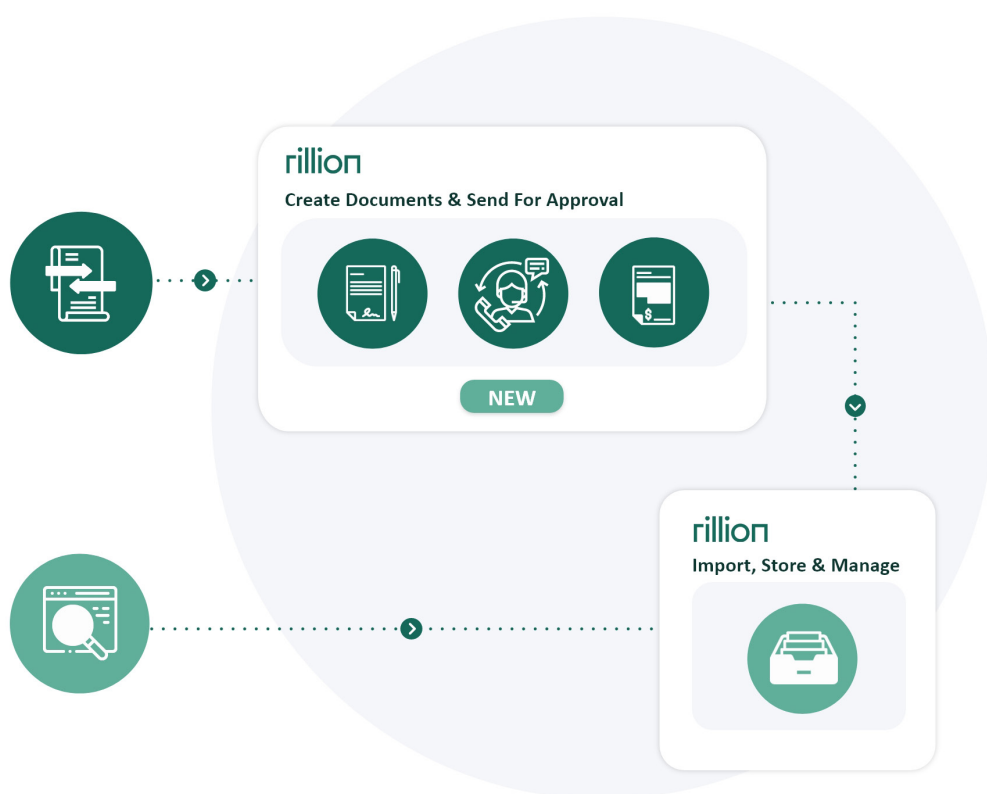 rillion
Create Documents & Send For Approval
$
NEW
rillion
Import, Store & Manage